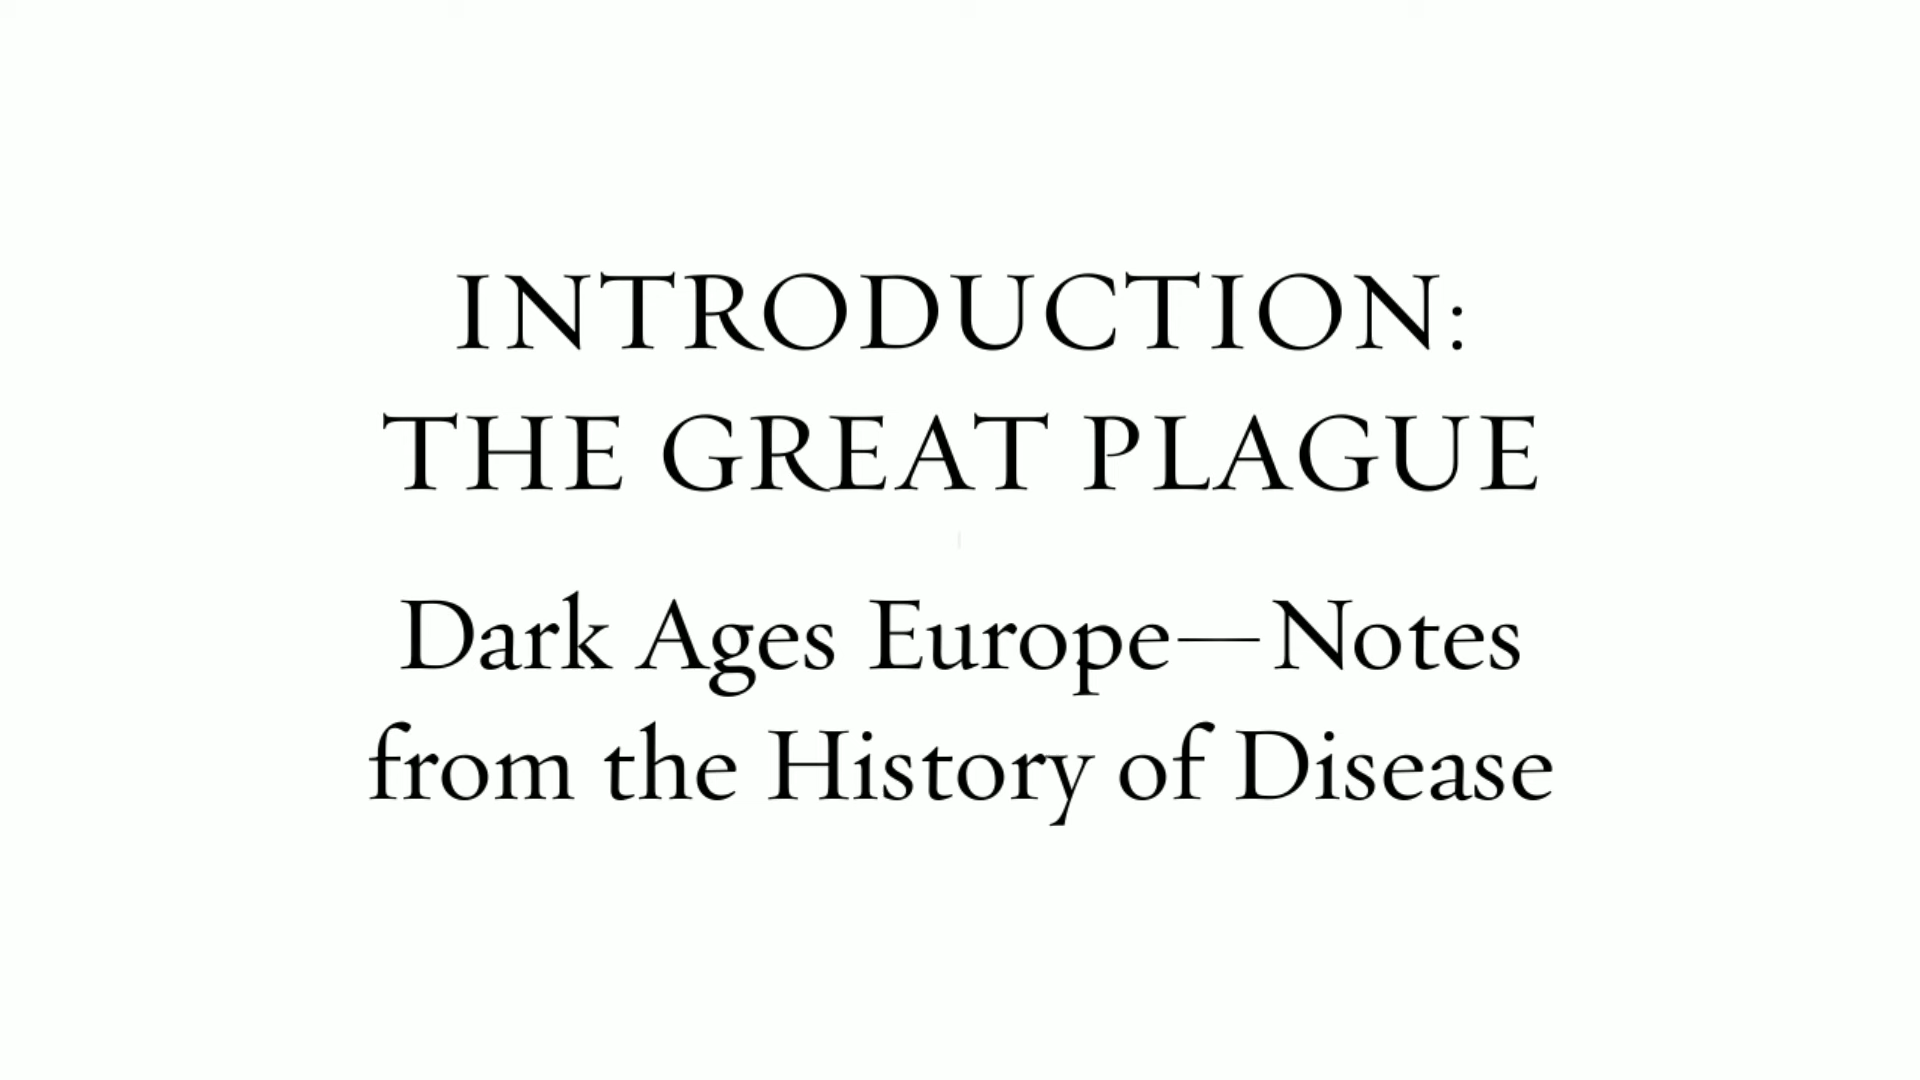 INTRODUCTION:
THE GREAT PLAGUE
Dark Ages Europe—Notes
from the History of Disease